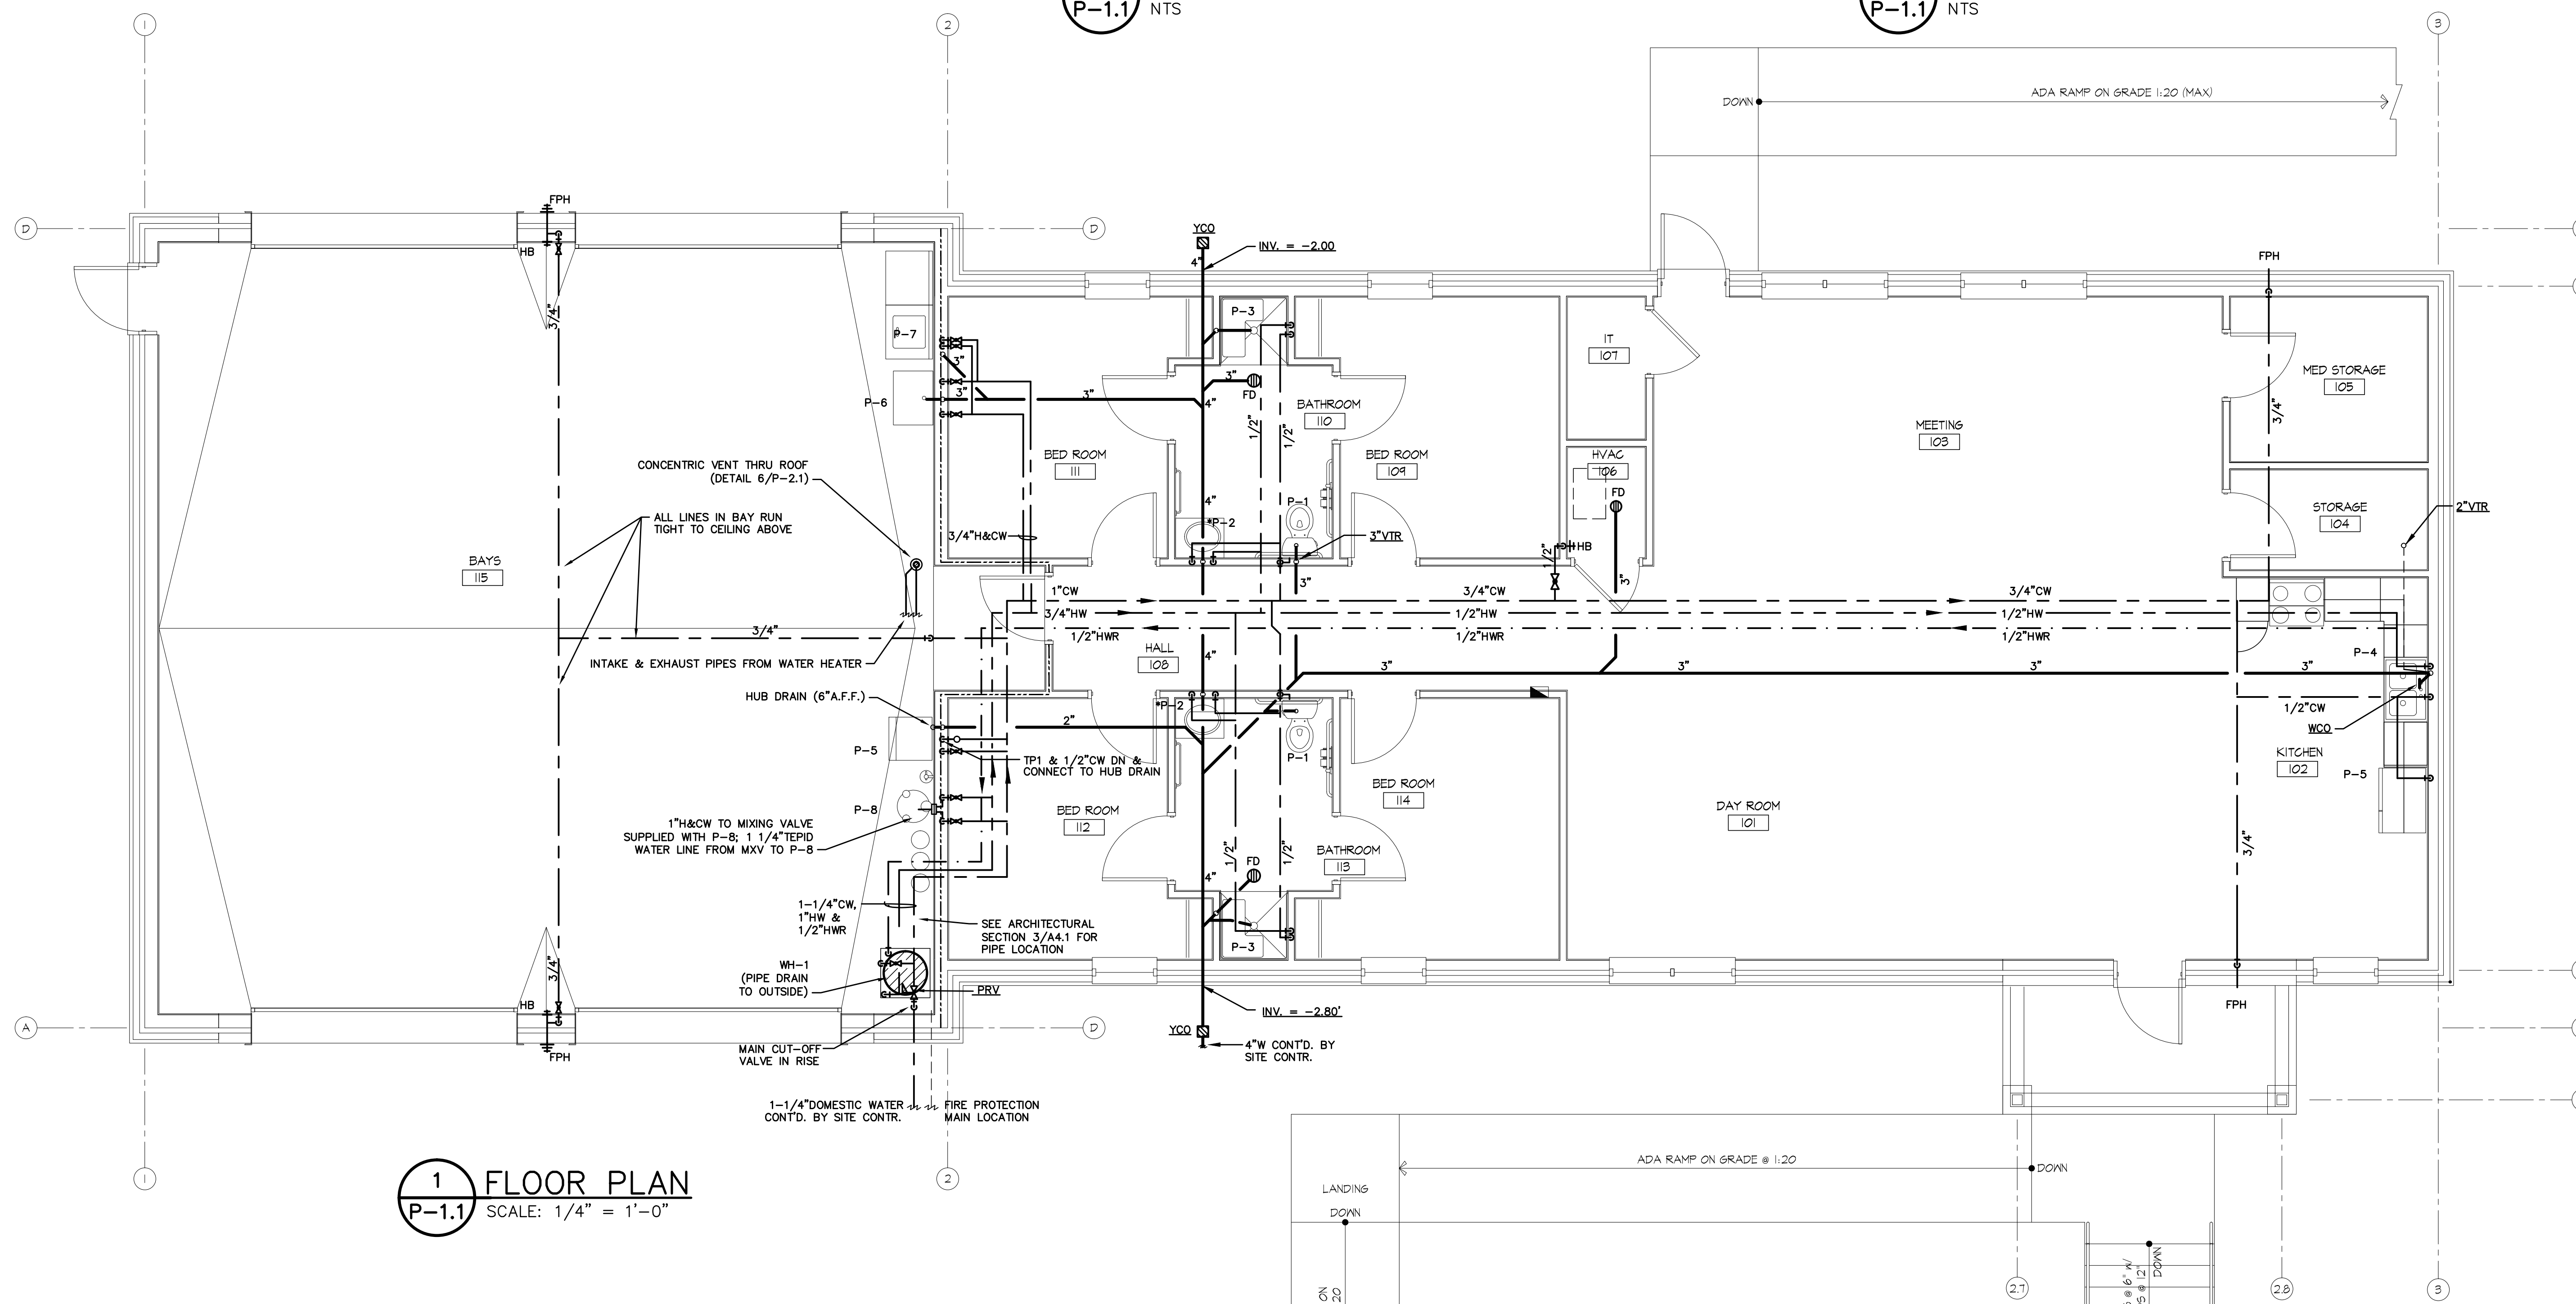 P-1.1 NTS
P-1.1 NTS
1
2
3
DOWN
ADA RAMP ON GRADE 1:20 (MAX)
D
D
FPH
HB
3/4"
YCO
4"
INV. = -2.00
FPH
P-7
3"
3"
3"
P-6
P-3
FD
3"
4"
BATHROOM
110
1/2"
1/2"
IT
107
MED STORAGE
105
3/4"
MEETING
103
BED ROOM
111
BED ROOM
109
HVAC
106
FD
CONCENTRIC VENT THRU ROOF
(DETAIL 6/P-2.1)
ALL LINES IN BAY RUN
TIGHT TO CEILING ABOVE
BAYS
115
3/4"H&CW
4"
*P-2
P-1
3"VTR
STORAGE
104
2"VTR
1/2"
HB
3"
3"
1"CW
3/4"CW
3/4"CW
3/4"HW
1/2"HW
1/2"HW
1/2"HWR
1/2"HWR
1/2"HWR
3/4"
INTAKE & EXHAUST PIPES FROM WATER HEATER
HALL
108
4"
3"
3"
3"
3"
P-4
HUB DRAIN (6"A.F.F.)
2"
*P-2
1/2"CW
WCO
P-5
TP1 & 1/2"CW DN &
CONNECT TO HUB DRAIN
P-1
KITCHEN
102
P-5
P-8
BED ROOM
112
BED ROOM
114
DAY ROOM
101
1"H&CW TO MIXING VALVE
SUPPLIED WITH P-8; 1 1/4"TEPID
WATER LINE FROM MXV TO P-8
1/2"
1/2"
BATHROOM
113
FD
4"
3/4"
1-1/4"CW,
1"HW &
1/2"HWR
SEE ARCHITECTURAL
SECTION 3/A4.1 FOR
PIPE LOCATION
P-3
3/4"
WH-1
(PIPE DRAIN
TO OUTSIDE)
PRV
HB
FPH
FPH
INV. = -2.80'
A
D
YCO
MAIN CUT-OFF
VALVE IN RISE
4"W CONT'D. BY
SITE CONTR.
1-1/4"DOMESTIC WATER
CONT'D. BY SITE CONTR.
FIRE PROTECTION
MAIN LOCATION
1
P-1.1
FLOOR PLAN
SCALE: 1/4" = 1'-0"
1
2
ADA RAMP ON GRADE @ 1:20
DOWN
LANDING
DOWN
ON
20
S @ 6" W/
S @ 12"
DOWN
2.7
2.8
3